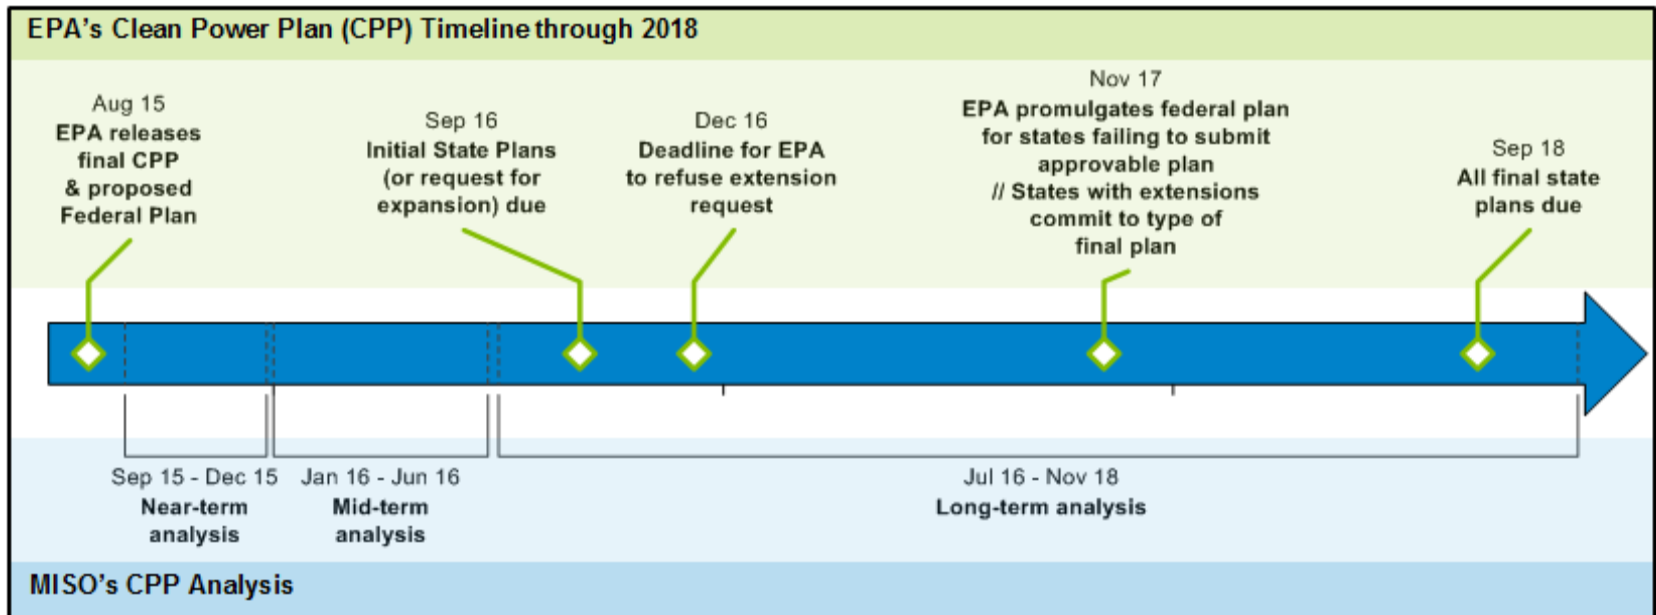 EPA's Clean Power Plan (CPP) Timeline through 2018
Aug 15
EPA releases
final CPP
& proposed
Federal Plan
Sep 16
Initial State Plans
(or request for
expansion) due
Dec 16
Deadline for EPA
to refuse extension
request
Nov 17
EPA promulgates federal plan
for states failing to submit
approvable plan
// States with extensions
commit to type of
final plan
Sep 18
All final state
plans due
Sep 15 - Dec 15
Near-term
analysis
Jan 16 - Jun 16
Mid-term
analysis
Jul 16 - Nov 18
Long-term analysis
MISO's CPP Analysis